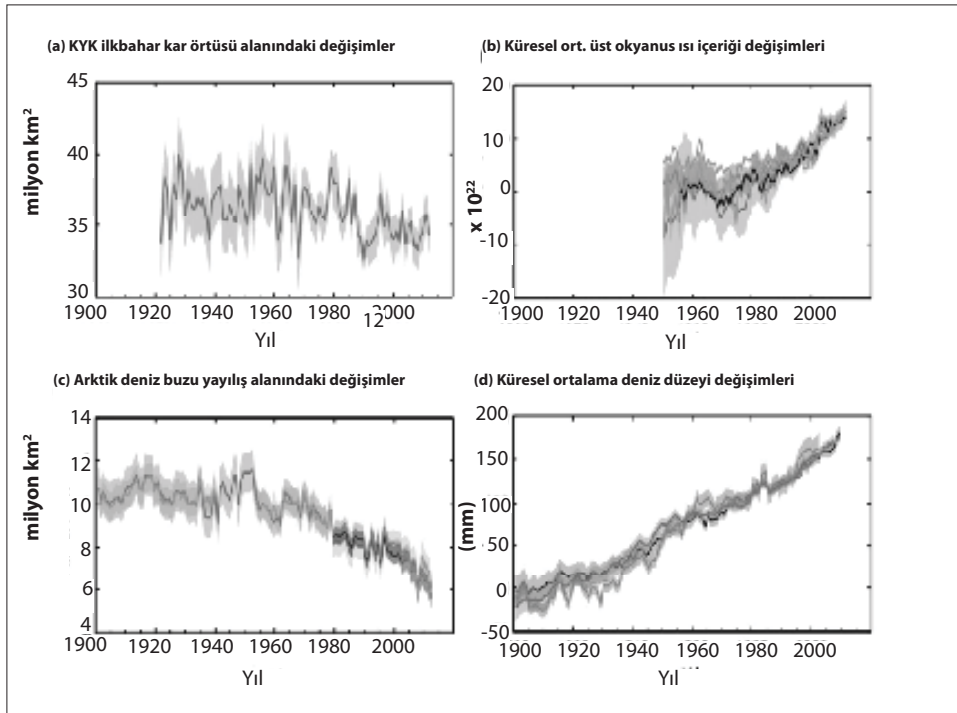 (a) KYK ilkbahar kar örtüsü alanındaki değişimler
milyon km²
45
40
35
30
1900 1920 1940 1960 1980 2000
12
Yıl
(b) Küresel ort. üst okyanus ısı içeriği değişimleri
x 10²²
20
10
0
-10
-20
1900 1920 1940 1960 1980 2000
Yıl
(c) Arktik deniz buzu yayılış alanındaki değişimler
milyon km²
14
12
10
8
6
4
1900 1920 1940 1960 1980 2000
Yıl
(d) Küresel ortalama deniz düzeyi değişimleri
(mm)
200
150
100
50
0
-50
1900 1920 1940 1960 1980 2000
Yıl